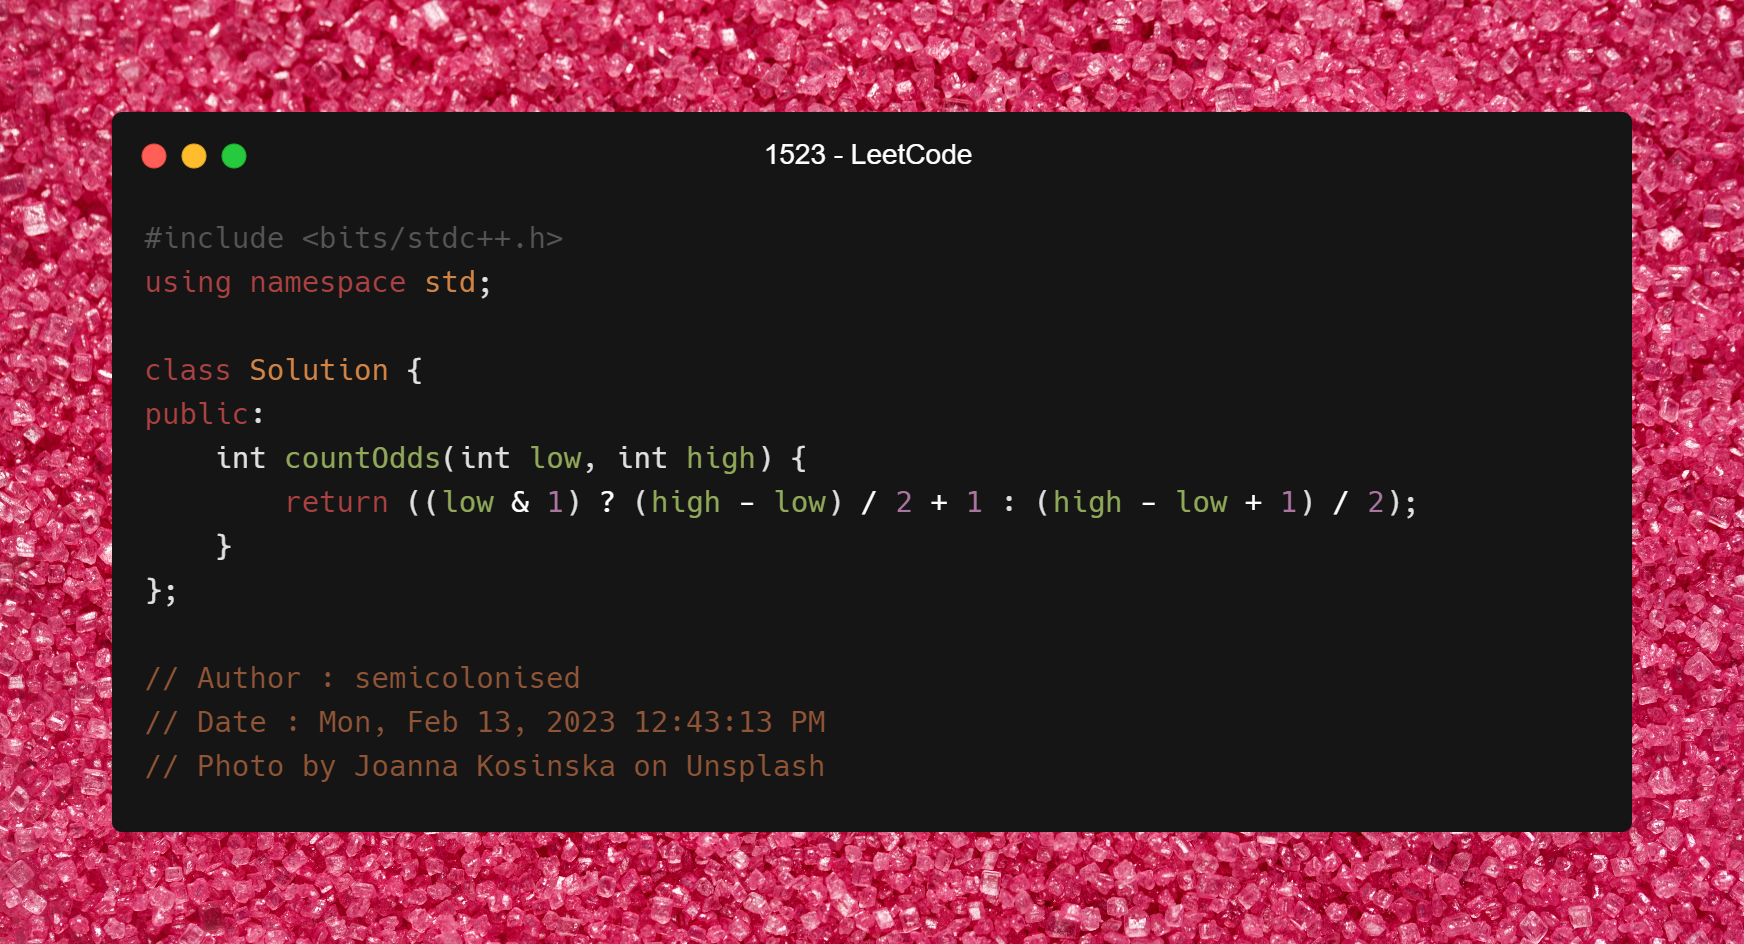 1523 - LeetCode
#include <bits/stdc++.h>
using namespace std;
class Solution {
public:
    int countOdds(int low, int high) {
        return ((low & 1) ? (high - low) / 2 + 1 : (high - low + 1) / 2);
    }
};
// Author : semicolonised
// Date : Mon, Feb 13, 2023 12:43:13 PM
// Photo by Joanna Kosinska on Unsplash